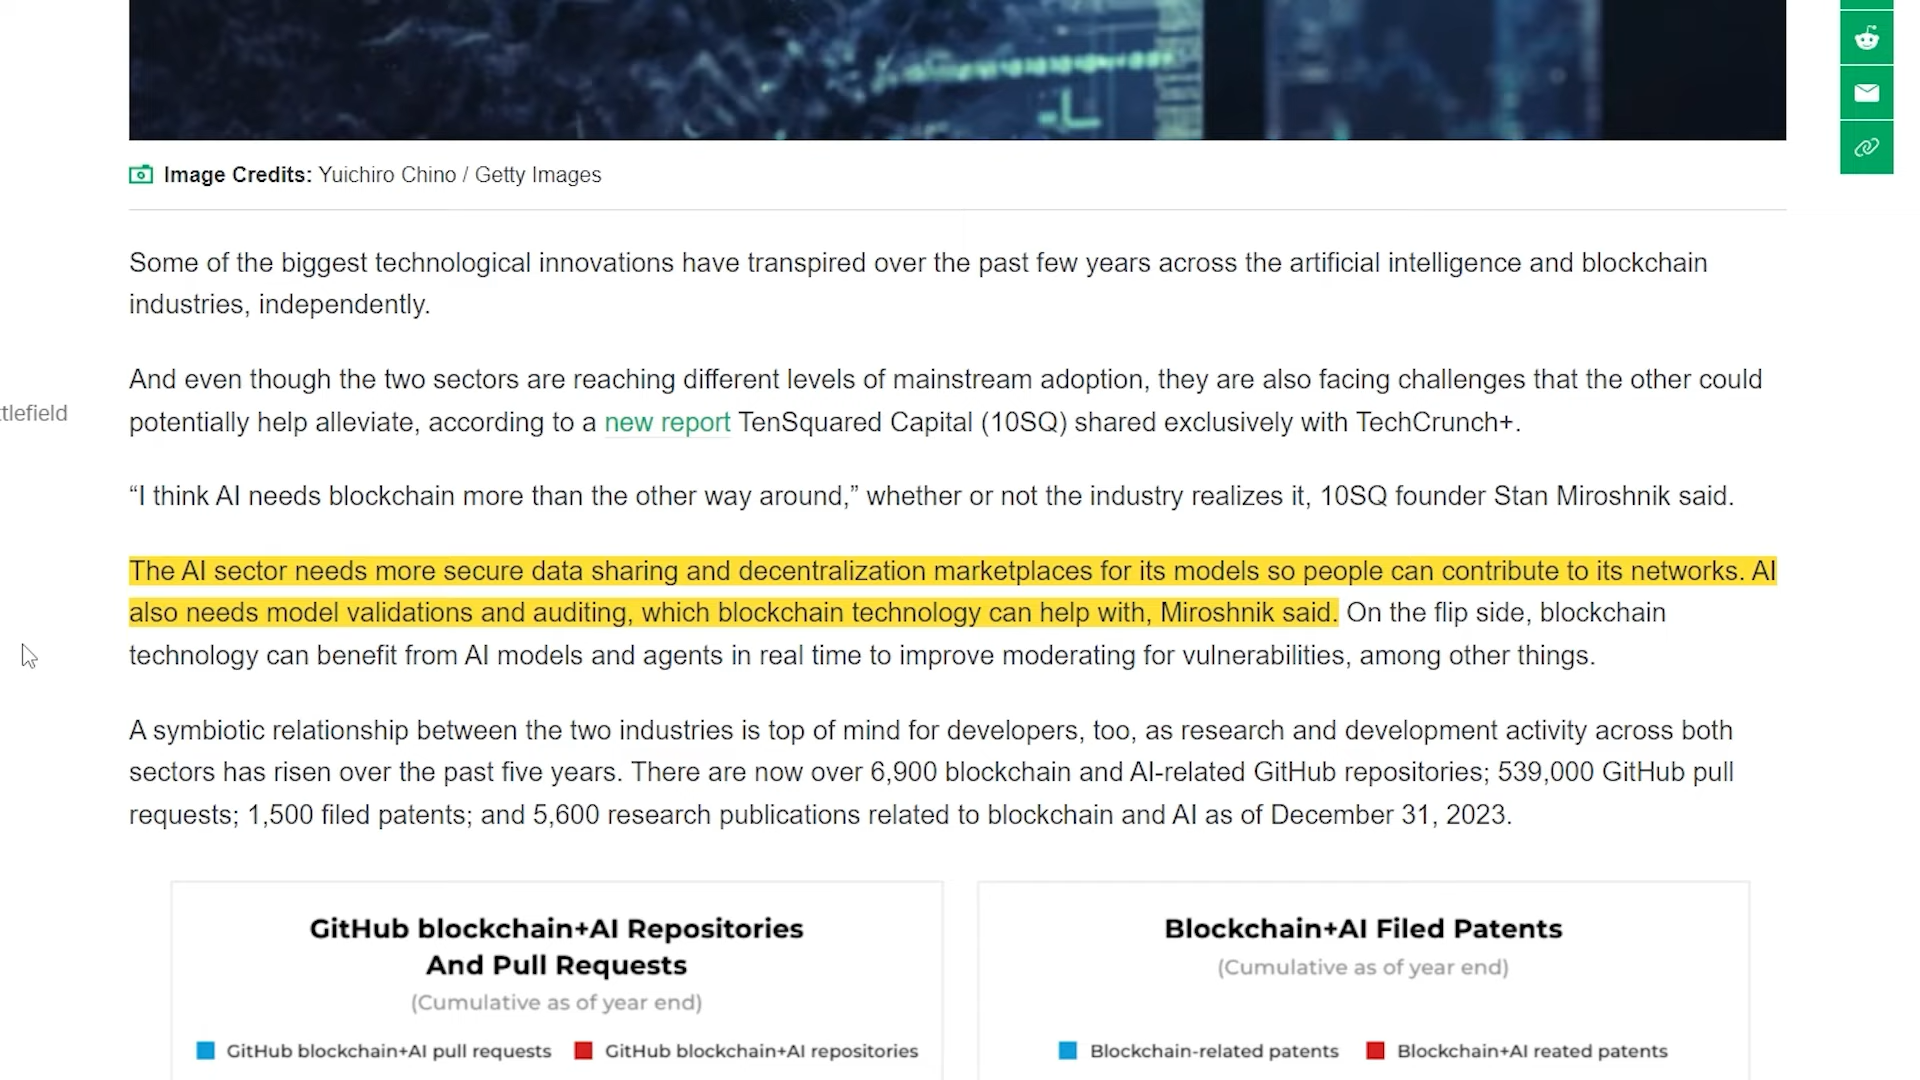 Image Credits: Yuichiro Chino / Getty Images
Some of the biggest technological innovations have transpired over the past few years across the artificial intelligence and blockchain
industries, independently.
And even though the two sectors are reaching different levels of mainstream adoption, they are also facing challenges that the other could
tlefield
potentially help alleviate, according to a new report TenSquared Capital (10SQ) shared exclusively with TechCrunch+.
“I think AI needs blockchain more than the other way around,” whether or not the industry realizes it, 10SQ founder Stan Miroshnik said.
The AI sector needs more secure data sharing and decentralization marketplaces for its models so people can contribute to its networks. AI
also needs model validations and auditing, which blockchain technology can help with, Miroshnik said. On the flip side, blockchain
technology can benefit from AI models and agents in real time to improve moderating for vulnerabilities, among other things.
A symbiotic relationship between the two industries is top of mind for developers, too, as research and development activity across both
sectors has risen over the past five years. There are now over 6,900 blockchain and AI-related GitHub repositories; 539,000 GitHub pull
requests; 1,500 filed patents; and 5,600 research publications related to blockchain and AI as of December 31, 2023.
GitHub blockchain+AI Repositories
And Pull Requests
(Cumulative as of year end)
GitHub blockchain+AI pull requests
GitHub blockchain+AI repositories
Blockchain+AI Filed Patents
(Cumulative as of year end)
Blockchain-related patents
Blockchain+AI reated patents